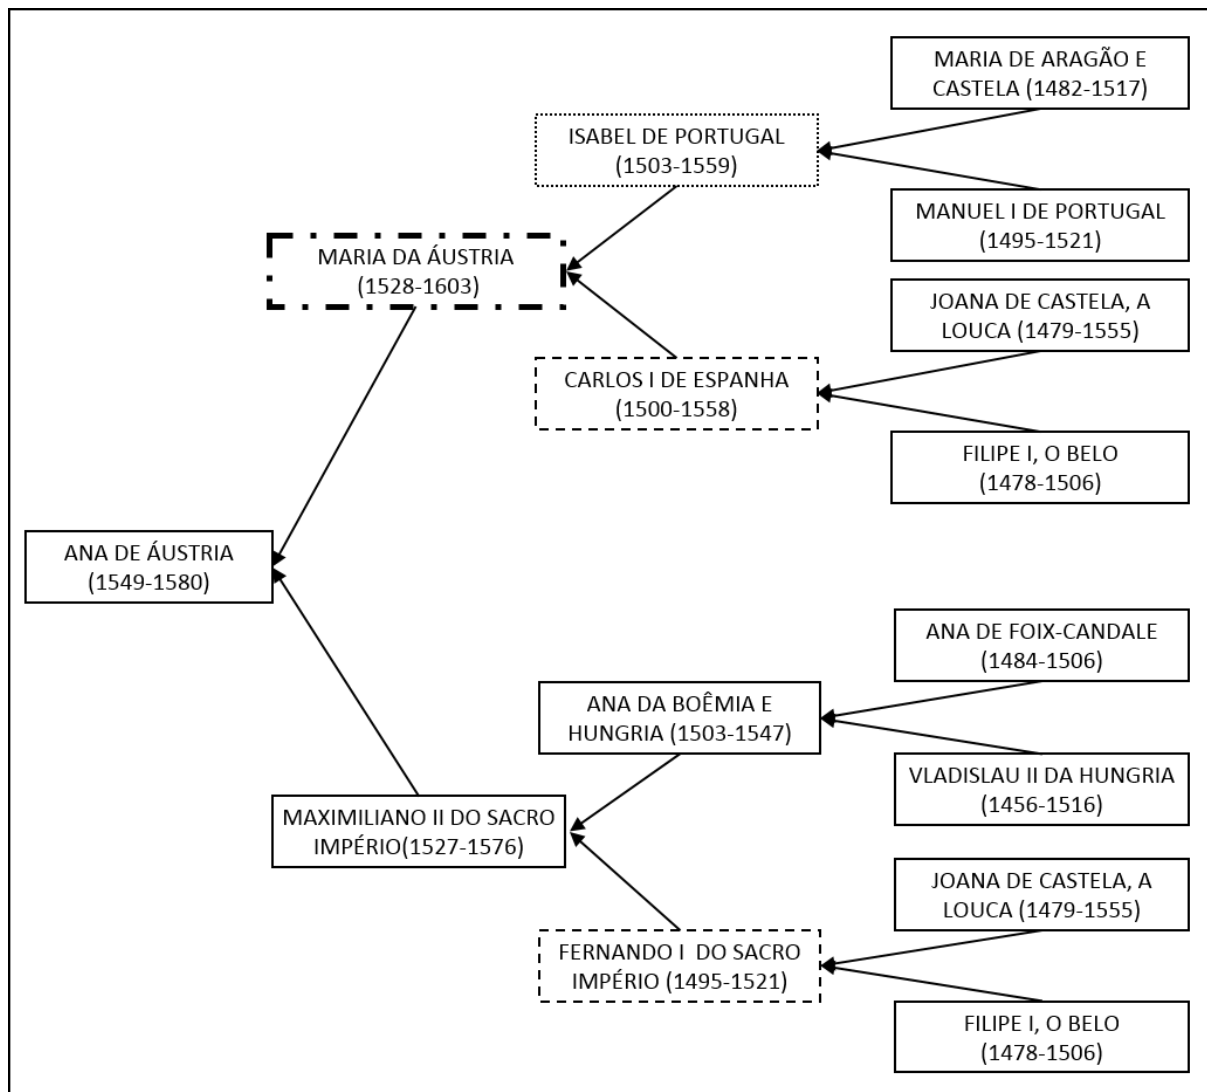 MARIA DE ARAGÃO E
CASTELA (1482-1517)
ISABEL DE PORTUGAL
(1503-1559)
MANUEL I DE PORTUGAL
(1495-1521)
MARIA DA ÁUSTRIA
(1528-1603)
JOANA DE CASTELA, A
LOUCA (1479-1555)
CARLOS I DE ESPANHA
(1500-1558)
FILIPE I, O BELO
(1478-1506)
ANA DE ÁUSTRIA
(1549-1580)
ANA DE FOIX-CANDALE
(1484-1506)
ANA DA BOÊMIA E
HUNGRIA (1503-1547)
VLADISLAU II DA HUNGRIA
(1456-1516)
MAXIMILIANO II DO SACRO
IMPÉRIO(1527-1576)
JOANA DE CASTELA, A
LOUCA (1479-1555)
FERNANDO I  DO SACRO
IMPÉRIO (1495-1521)
FILIPE I, O BELO
(1478-1506)